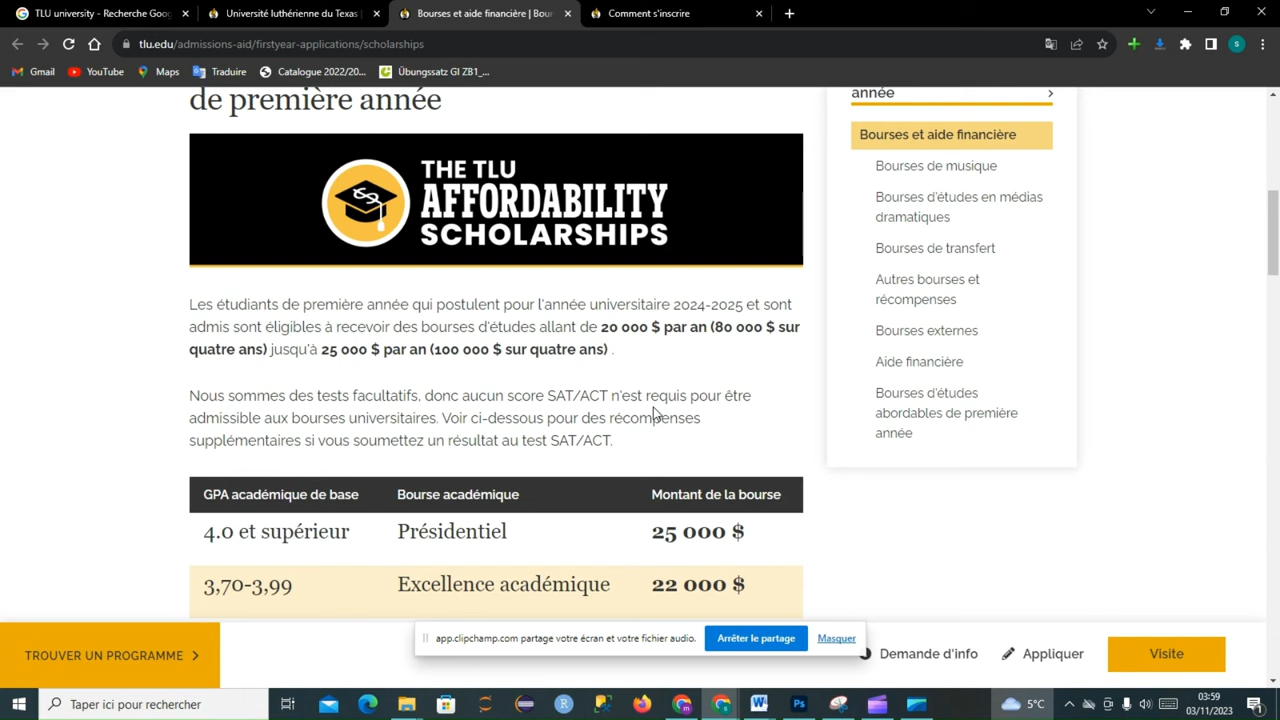 TLU university - Recherche Goog
Université luthérienne du Texas |
Bourses et aide financière | Bour
Comment s'inscrire
tlu.edu/admissions-aid/firstyear-applications/scholarships
Gmail
YouTube
Maps
Traduire
Catalogue 2022/20...
Übungssatz GI ZB1_...
de première année
THE TLU
AFFORDABILITY
SCHOLARSHIPS
Les étudiants de première année qui postulent pour l'année universitaire 2024-2025 et sont
admis sont éligibles à recevoir des bourses d'études allant de 20 000 $ par an (80 000 $ sur
quatre ans) jusqu'à 25 000 $ par an (100 000 $ sur quatre ans) .
Nous sommes des tests facultatifs, donc aucun score SAT/ACT n'est requis pour être
admissible aux bourses universitaires. Voir ci-dessous pour des récompenses
supplémentaires si vous soumettez un résultat au test SAT/ACT.
GPA académique de base Bourse académique Montant de la bourse
4.0 et supérieur Présidentiel 25 000 $
3,70-3,99 Excellence académique 22 000 $
année
Bourses et aide financière
Bourses de musique
Bourses d'études en médias
dramatiques
Bourses de transfert
Autres bourses et
récompenses
Bourses externes
Aide financière
Bourses d'études
abordables de première
année
app.clipchamp.com partage votre écran et votre fichier audio.
Arrêter le partage
Masquer
TROUVER UN PROGRAMME
Demande d'info
Appliquer
Visite
Taper ici pour rechercher
5°C
03:59
03/11/2023